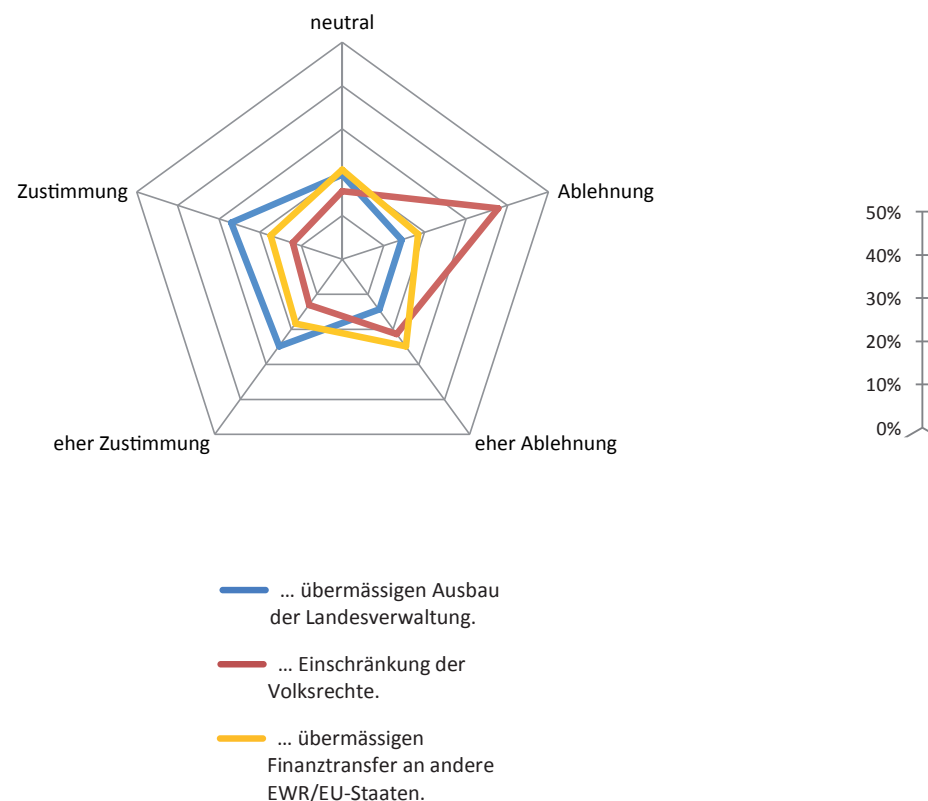 neutral
Zustimmung
Ablehnung
eher Zustimmung
eher Ablehnung
50%
40%
30%
20%
10%
0%
... übermässigen Ausbau
der Landesverwaltung.
... Einschränkung der
Volksrechte.
... übermässigen
Finanztransfer an andere
EWR/EU-Staaten.